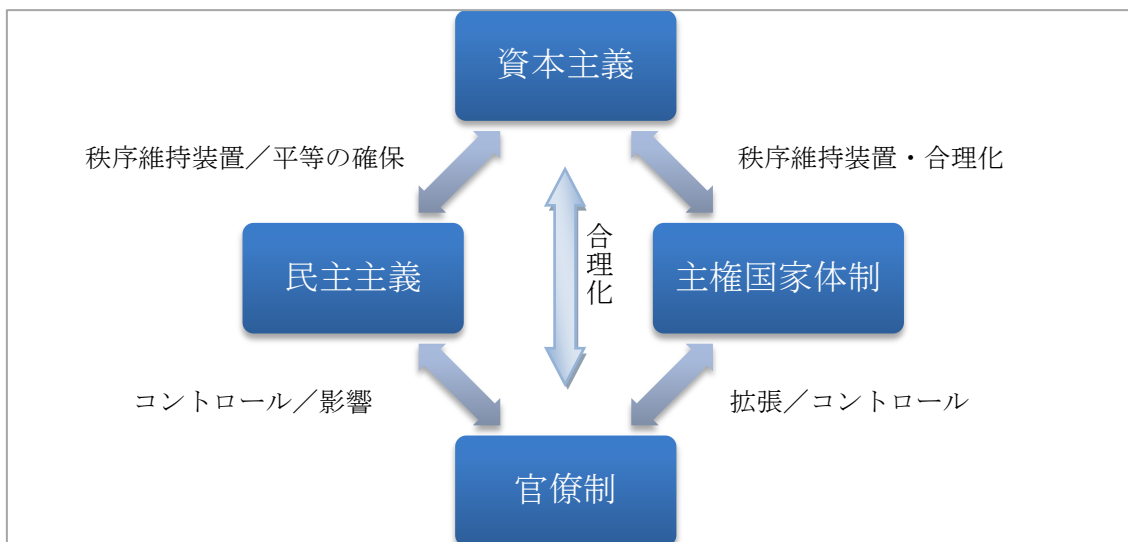 資本主義
秩序維持装置／平等の確保
秩序維持装置・合理化
合理化
民主主義
主権国家体制
コントロール／影響
拡張／コントロール
官僚制